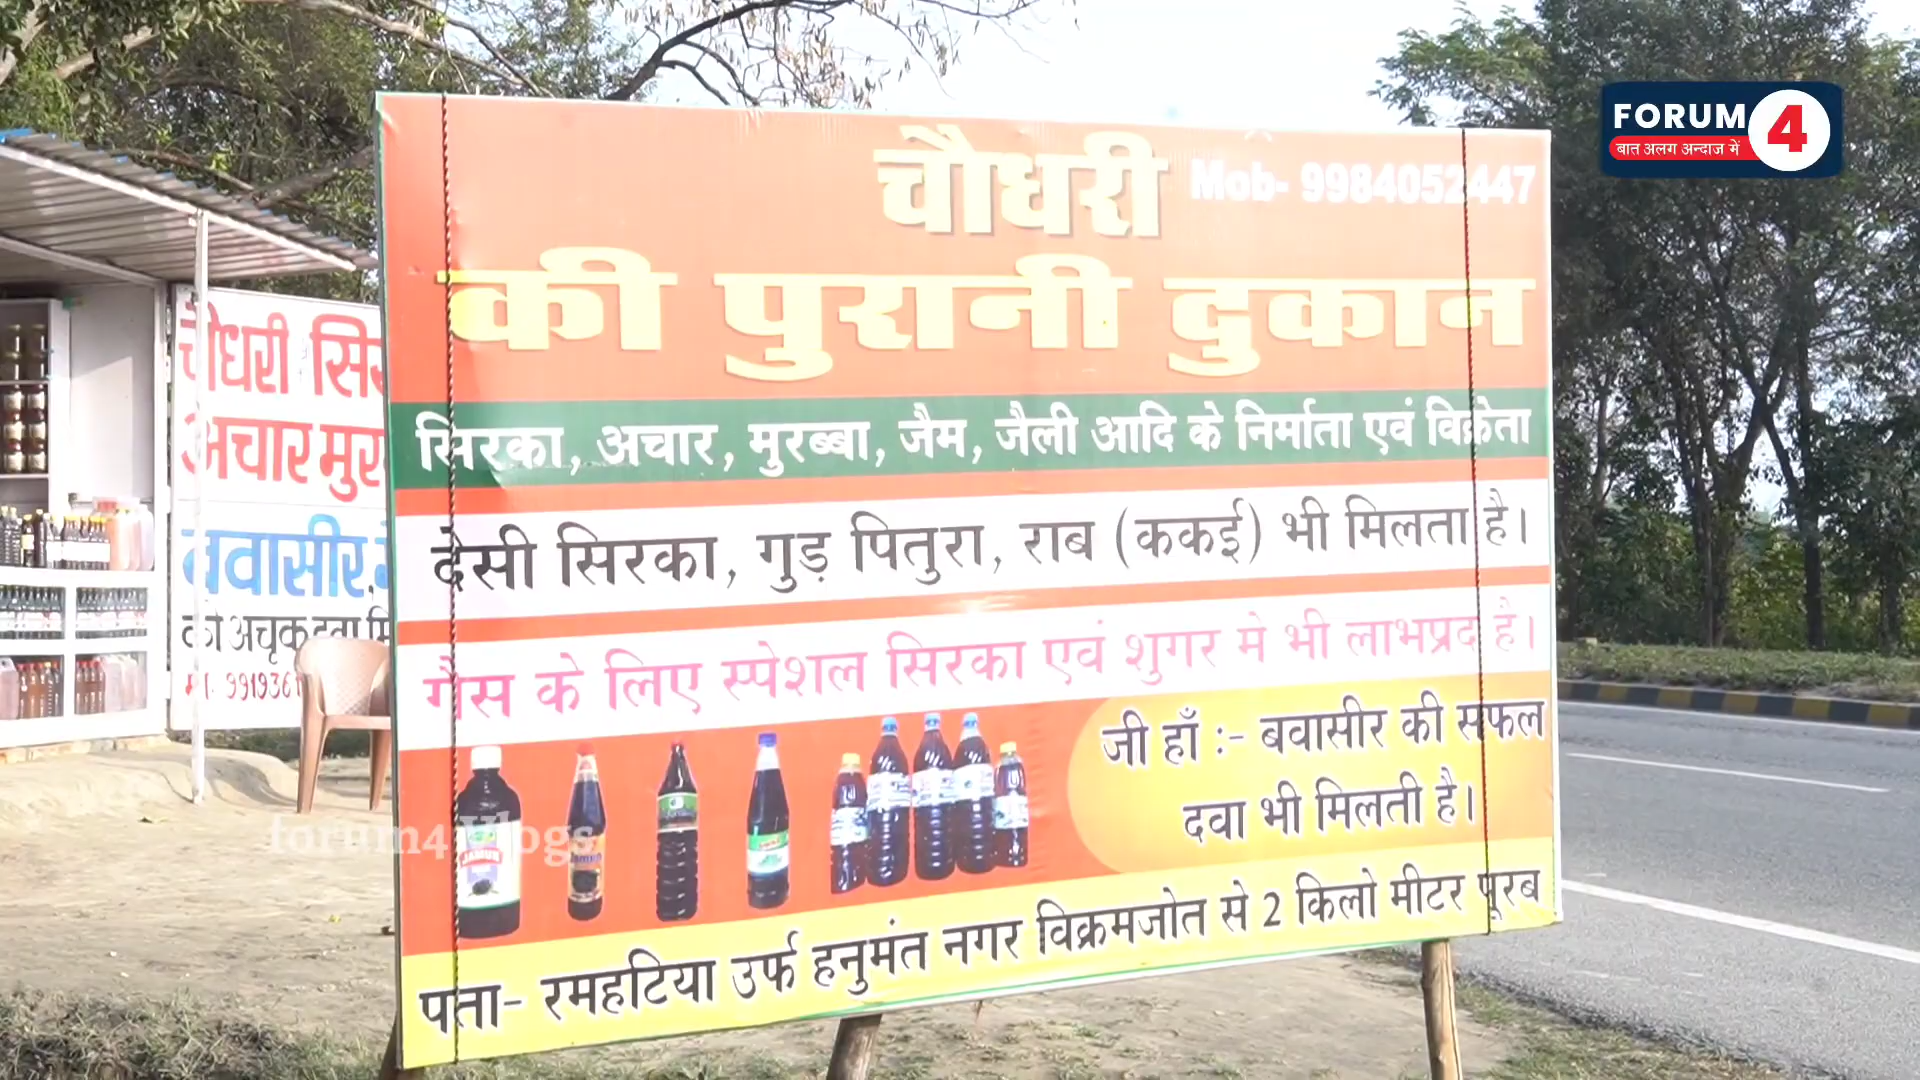 FORUM 4
बात अलग अन्दाज में
चौधरी
Mob- 9984052447
की पुरानी दुकान
सिरका, अचार, मुरब्बा, जैम, जैली आदि के निर्माता एवं विक्रेता
देसी सिरका, गुड़ पितुरा, राब (ककई) भी मिलता है।
गैस के लिए स्पेशल सिरका एवं शुगर मे भी लाभप्रद है।
जी हाँ :- बवासीर की सफल
दवा भी मिलती है।
पता- रमहटिया उर्फ हनुमंत नगर विक्रमजोत से 2 किलो मीटर पूरब
चौधरी
अचार
बवासीर
की अचूक दवा
forum4 Vlogs